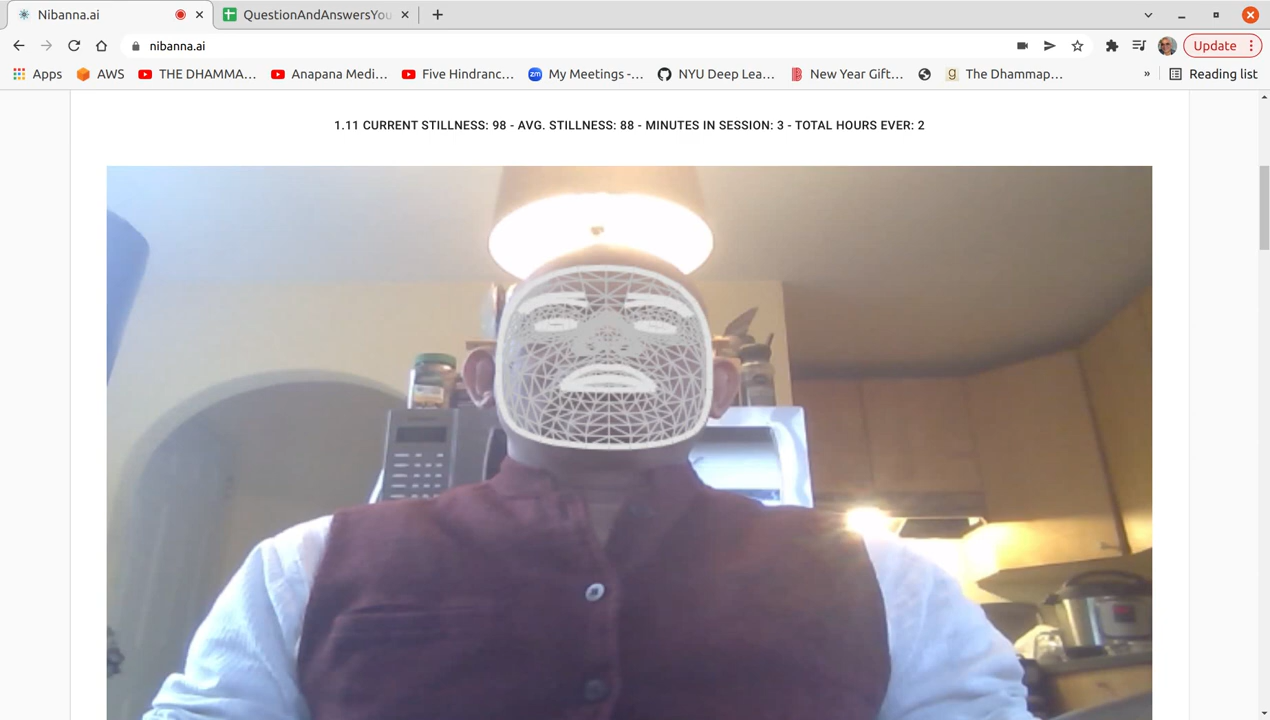 Nibanna.ai
QuestionAndAnswersYou
nibanna.ai
Update
Apps
AWS
THE DHAMMA...
Anapana Medi...
Five Hindranc...
zm
My Meetings -...
NYU Deep Lea...
New Year Gift...
g
The Dhammap...
»
Reading list
1.11 CURRENT STILLNESS: 98 - AVG. STILLNESS: 88 - MINUTES IN SESSION: 3 - TOTAL HOURS EVER: 2